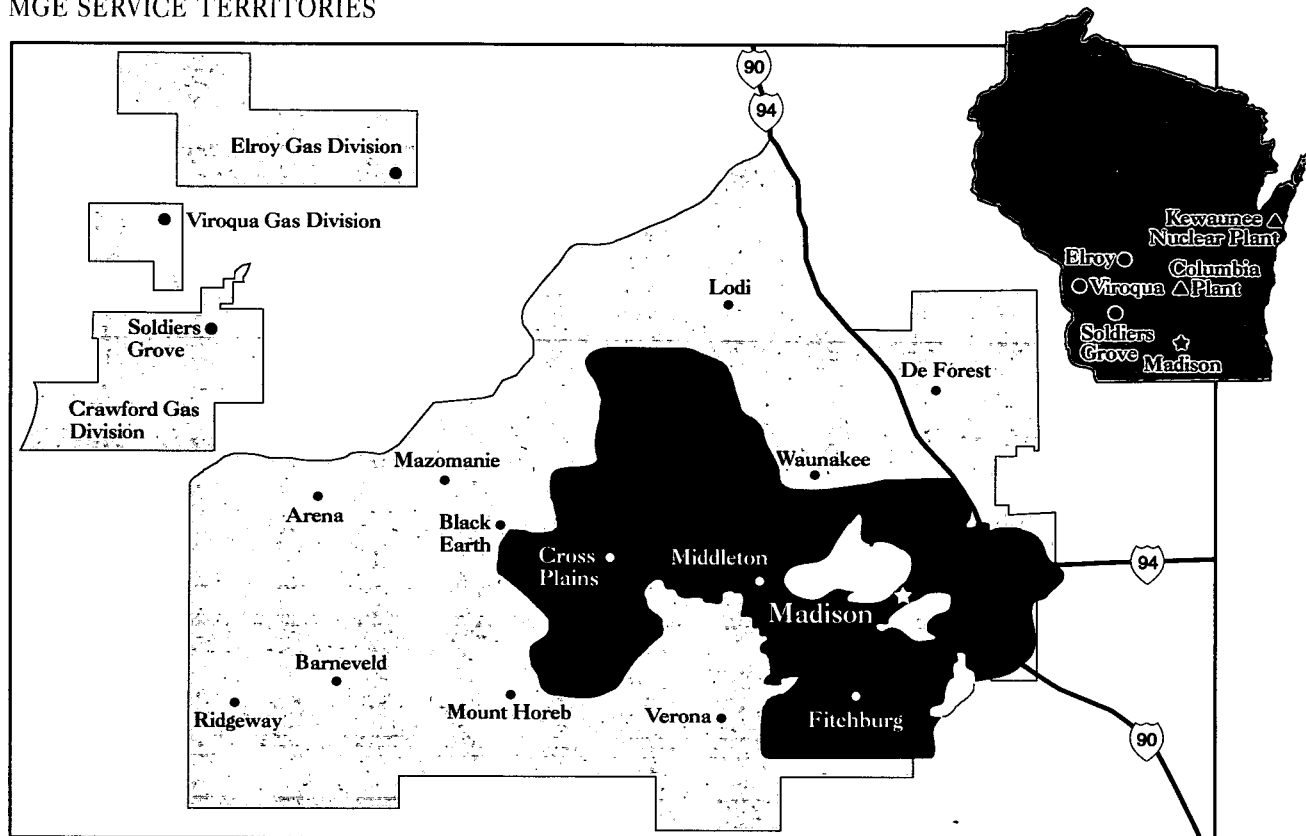 MGE SERVICE TERRITORIES
90
94
Elroy Gas Division
Viroqua Gas Division
Kewaunee
Nuclear Plant
Elroy
Columbia
Viroqua
Plant
Soldiers
Grove
Madison
Lodi
Soldiers
Grove
De Forest
Crawford Gas
Division
Mazomanie
Waunakee
Arena
Black
Earth
Cross
Plains
Middleton
94
Madison
Barneveld
Ridgeway
Mount Horeb
Verona
Fitchburg
90